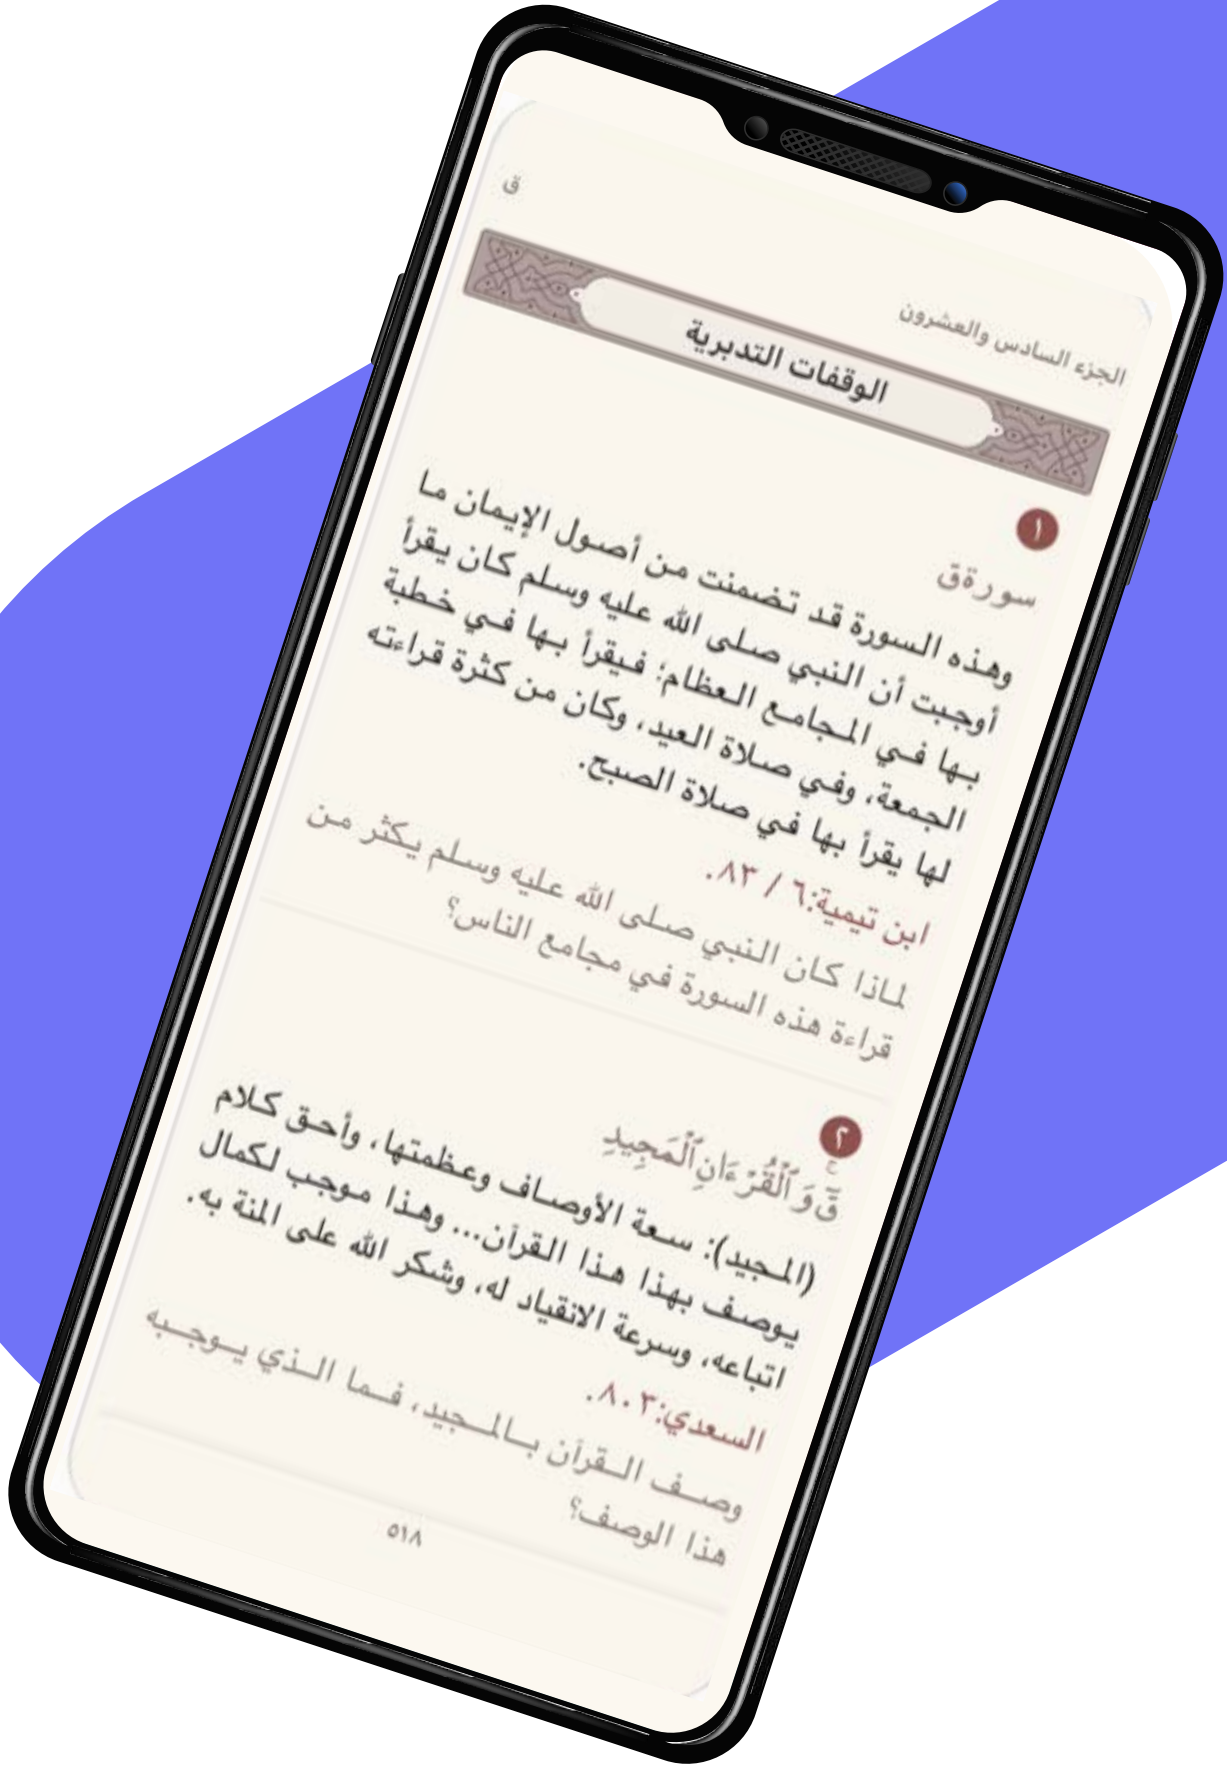 الجزء السادس والعشرون
ق
الوقفات التدبرية
١
سورة ق
وهذه السورة قد تضمنت من أصول الإيمان ما
أوجبت أن النبي صلى الله عليه وسلم كان يقرأ
بها في المجامع العظام؛ فيقرأ بها في خطبة
الجمعة، وفي صلاة العيد، وكان من كثرة قراءته
لها يقرأ بها في صلاة الصبح.
ابن تيمية:٦ / ٨٣.
لماذا كان النبي صلى الله عليه وسلم يكثر من
قراءة هذه السورة في مجامع الناس؟
٢
قٓ ۚ وَٱلْقُرْءَانِ ٱلْمَجِيدِ
(المجيد): سعة الأوصاف وعظمتها، وأحق كلام
يوصف بهذا هذا القرآن... وهذا موجب لكمال
اتباعه، وسرعة الانقياد له، وشكر الله على المنة به.
السعدي:٨٠٣.
وصف القرآن بالمجيد، فما الذي يوجبه
هذا الوصف؟
٥١٨